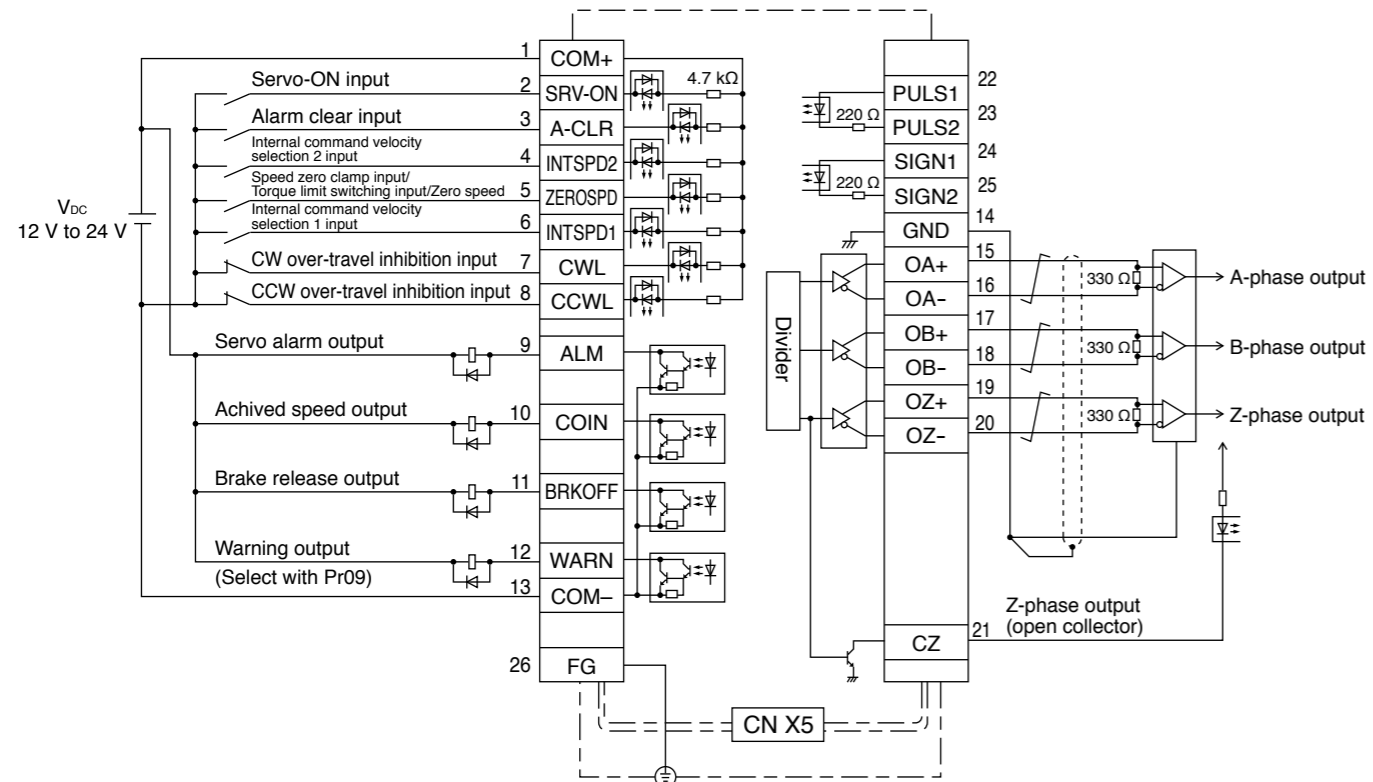 1
COM+
Servo-ON input
2
SRV-ON
4.7 kΩ
Alarm clear input
3
A-CLR
Internal command velocity
selection 2 input
4
INTSPD2
Speed zero clamp input/
Torque limit switching input/Zero speed
5
ZEROSPD
Internal command velocity
selection 1 input
6
INTSPD1
CW over-travel inhibition input
7
CWL
CCW over-travel inhibition input
8
CCWL
VDC
12 V to 24 V
Servo alarm output
9
ALM
Achived speed output
10
COIN
Brake release output
11
BRKOFF
Warning output
(Select with Pr09)
12
WARN
13
COM–
26
FG
22
PULS1
220 Ω
23
PULS2
24
SIGN1
220 Ω
25
SIGN2
14
GND
15
OA+
16
OA–
330 Ω
A-phase output
17
OB+
18
OB–
330 Ω
B-phase output
19
OZ+
20
OZ–
330 Ω
Z-phase output
Divider
Z-phase output
(open collector)
21
CZ
CN X5